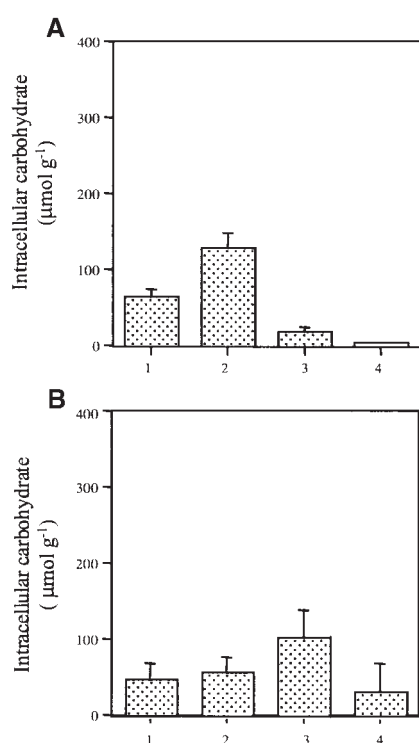 A
Intracellular carbohydrate
(μmol g-1)
400
300
200
100
0
1 2 3 4
B
Intracellular carbohydrate
( μmol g-1)
400
300
200
100
0
1 2 3 4